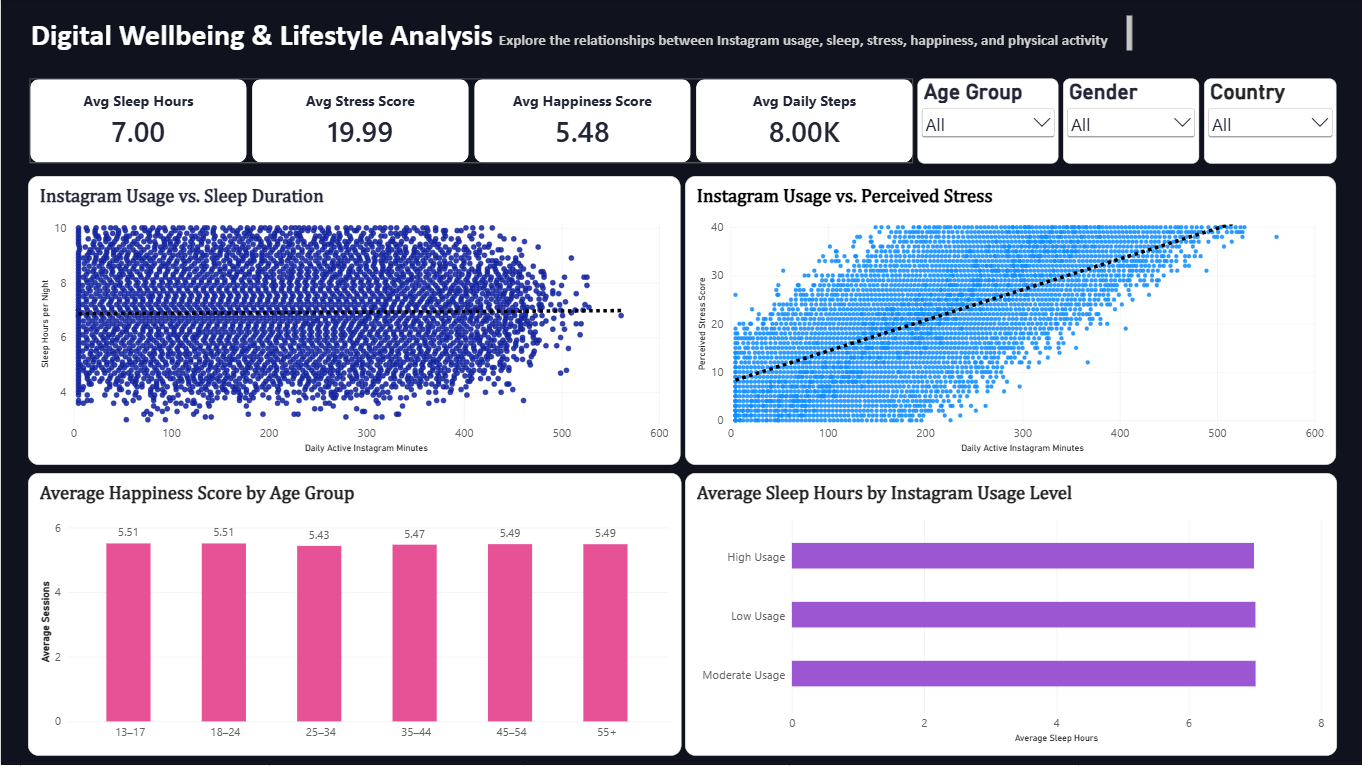 Digital Wellbeing & Lifestyle Analysis Explore the relationships between Instagram usage, sleep, stress, happiness, and physical activity
Avg Sleep Hours
7.00
Avg Stress Score
19.99
Avg Happiness Score
5.48
Avg Daily Steps
8.00K
Age Group
All
Gender
All
Country
All
Instagram Usage vs. Sleep Duration
Sleep Hours per Night
10
8
6
4
0 100 200 300 400 500 600
Daily Active Instagram Minutes
Instagram Usage vs. Perceived Stress
Perceived Stress Score
40
30
20
10
0
0 100 200 300 400 500 600
Daily Active Instagram Minutes
Average Happiness Score by Age Group
Average Sessions
6
4
2
0
5.51 5.51 5.43 5.47 5.49 5.49
13–17 18–24 25–34 35–44 45–54 55+
Average Sleep Hours by Instagram Usage Level
High Usage
Low Usage
Moderate Usage
0 2 4 6 8
Average Sleep Hours